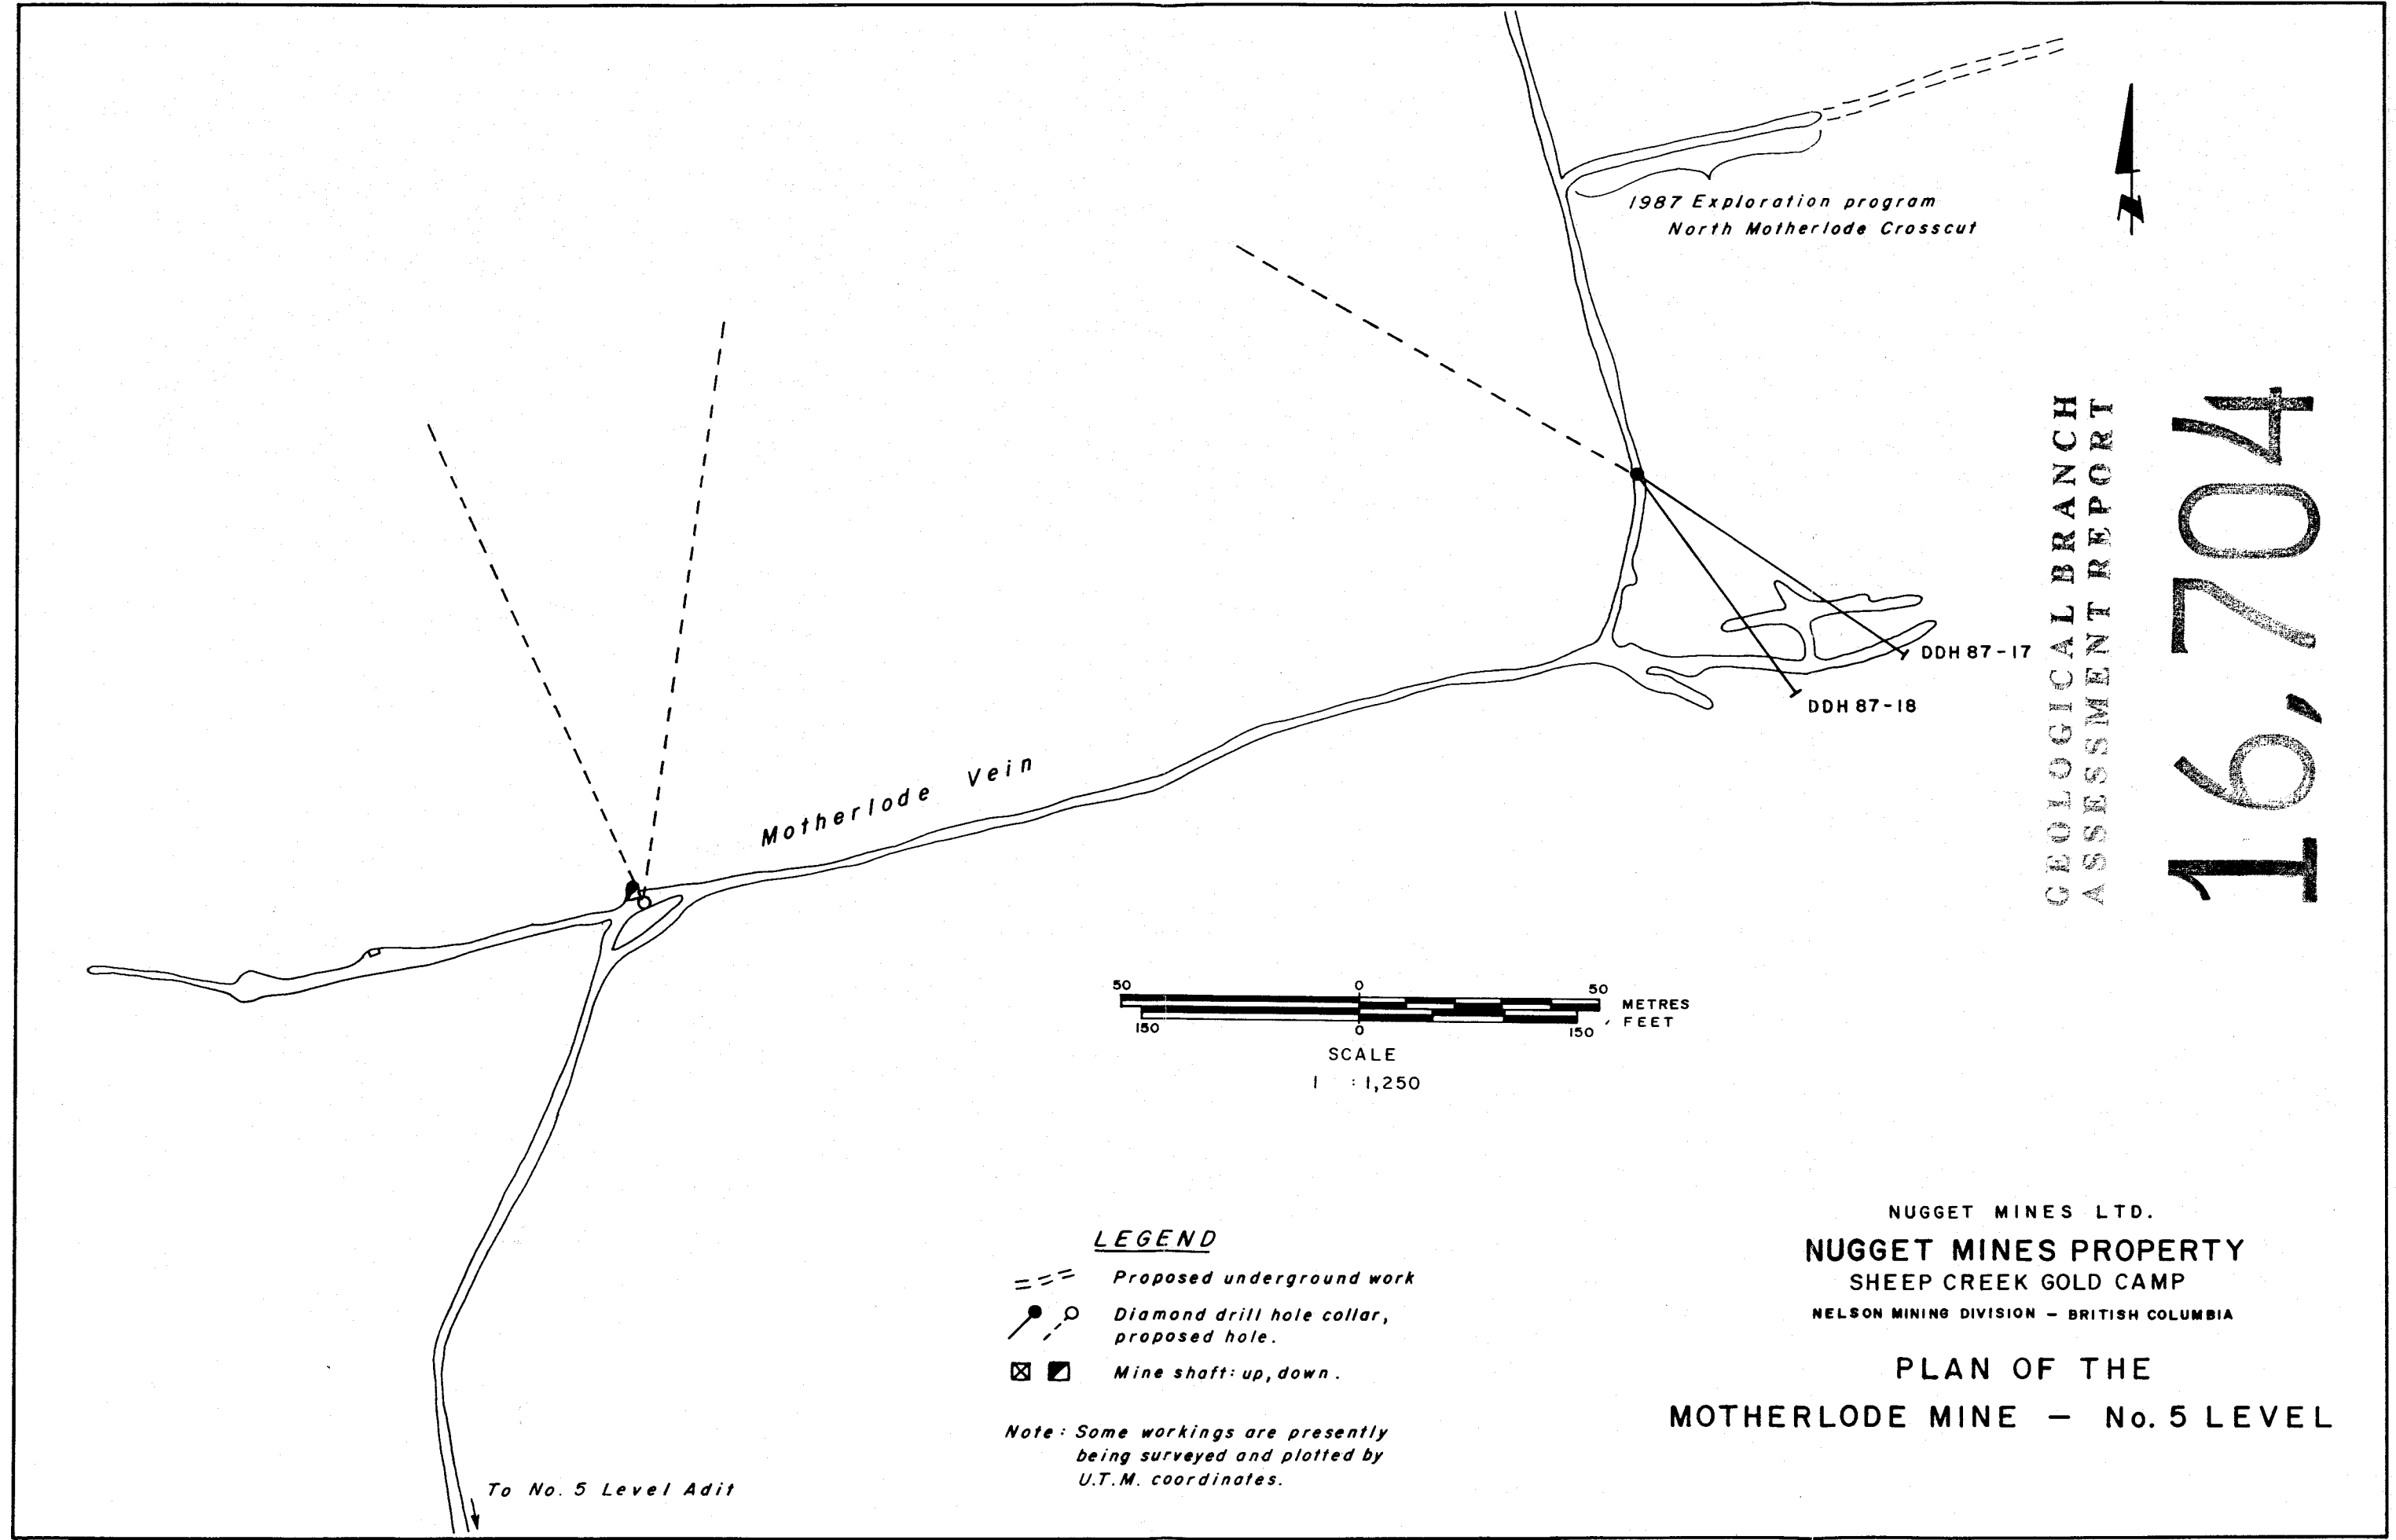 1987 Exploration program
North Motherlode Crosscut
GEOLOGICAL BRANCH
ASSESSMENT REPORT
16,704
DDH 87-17
DDH 87-18
Motherlode Vein
50 0 50
METRES
150 0 150
FEET
SCALE
1 : 1,250
LEGEND
Proposed underground work
Diamond drill hole collar,
proposed hole.
Mine shaft: up, down.
Note: Some workings are presently
being surveyed and plotted by
U.T.M. coordinates.
To No. 5 Level Adit
NUGGET MINES LTD.
NUGGET MINES PROPERTY
SHEEP CREEK GOLD CAMP
NELSON MINING DIVISION – BRITISH COLUMBIA
PLAN OF THE
MOTHERLODE MINE – No. 5 LEVEL